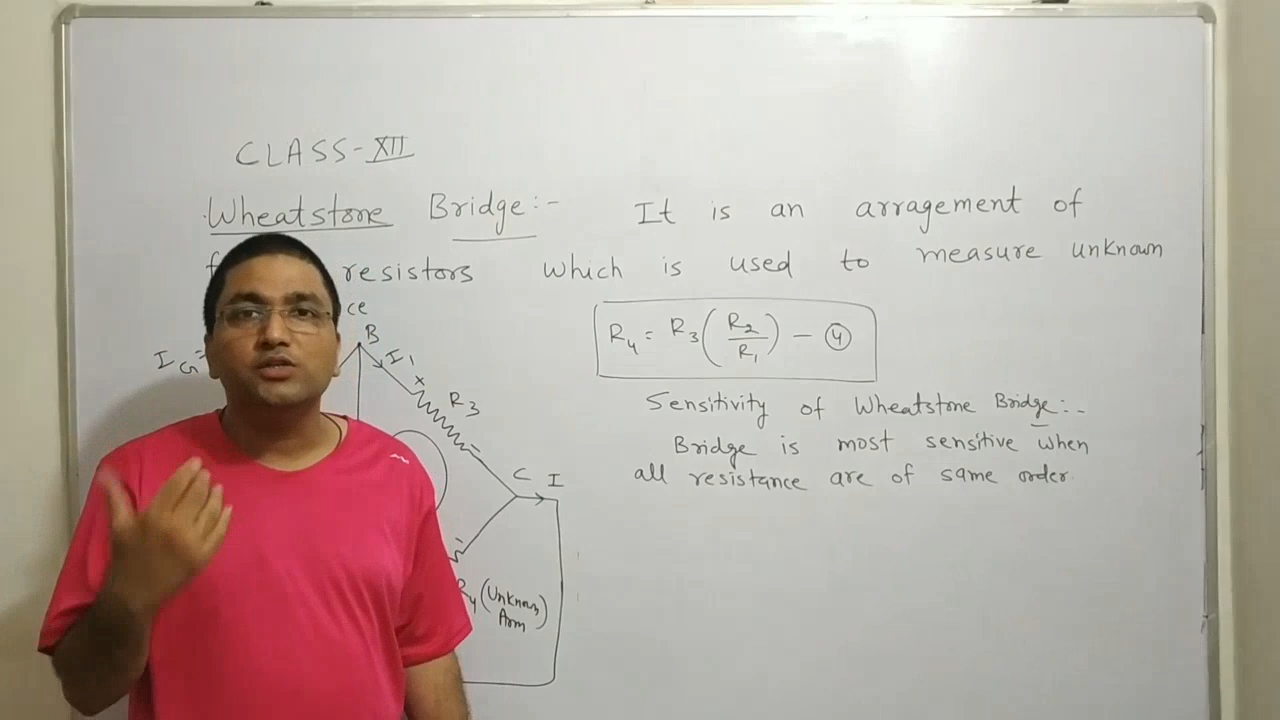 CLASS-XII
Wheatstone Bridge:- It is an arragement of
resistors which is used to measure unknown
ce
B
I1
IG=
R3
C I
R4 (Unknown
Arm)
R4 = R3(R2/R1) - 4
Sensitivity of Wheatstone Bridge:-
Bridge is most sensitive when
all resistance are of same order.